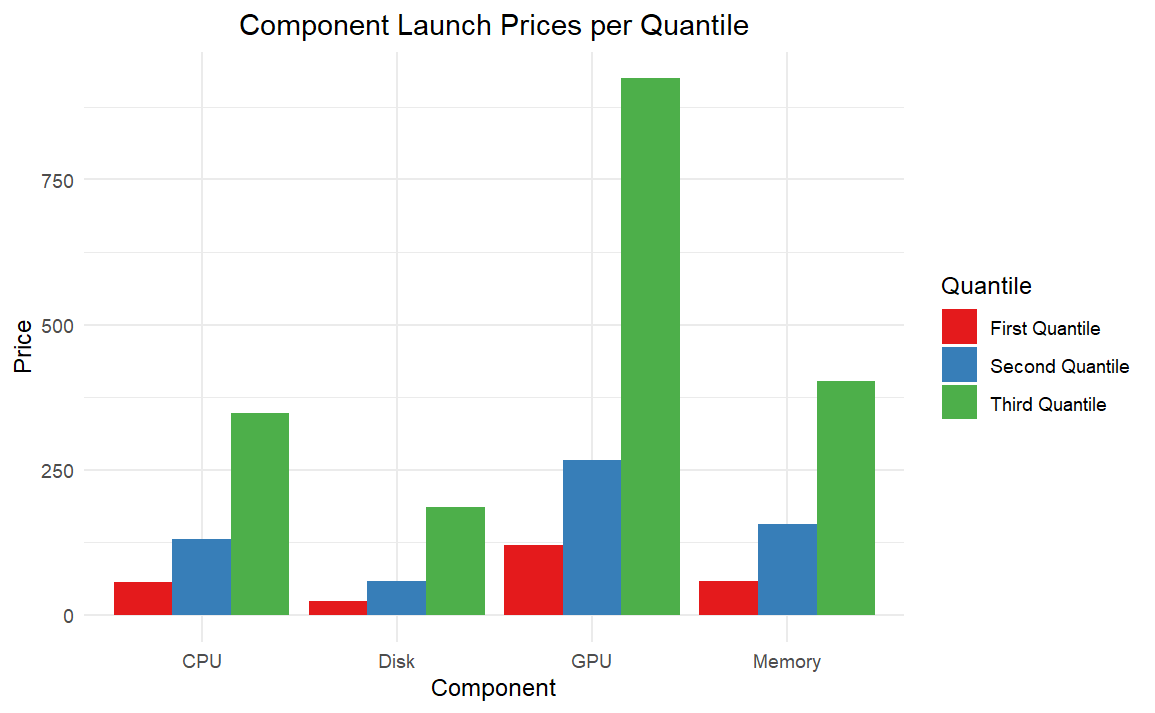 Component Launch Prices per Quantile
Price
750
500
250
0
CPU
Disk
GPU
Memory
Component
Quantile
First Quantile
Second Quantile
Third Quantile